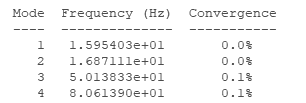 Mode Frequency (Hz) Convergence
---- -------------- -----------
1 1.595403e+01 0.0%
2 1.687111e+01 0.0%
3 5.013833e+01 0.1%
4 8.061390e+01 0.1%